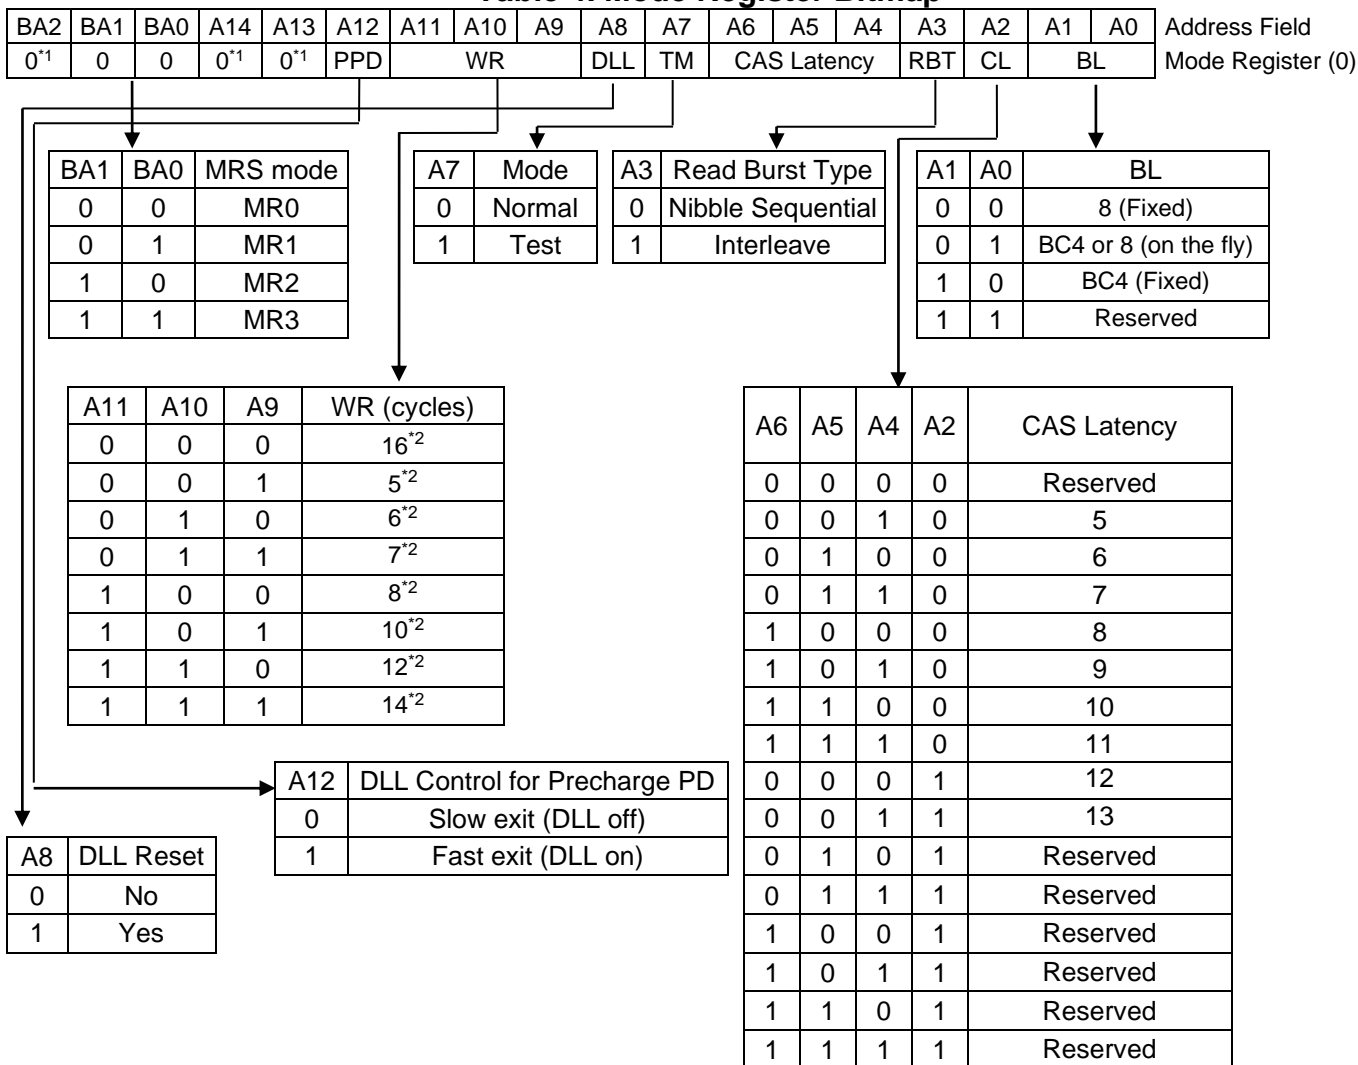 Table 4. Mode Register Bitmap
BA2 BA1 BA0 A14 A13 A12 A11 A10 A9 A8 A7 A6 A5 A4 A3 A2 A1 A0 Address Field
0*1 0 0 0*1 0*1 PPD WR DLL TM CAS Latency RBT CL BL Mode Register (0)
BA1 BA0 MRS mode
0 0 MR0
0 1 MR1
1 0 MR2
1 1 MR3
A7 Mode
0 Normal
1 Test
A3 Read Burst Type
0 Nibble Sequential
1 Interleave
A1 A0 BL
0 0 8 (Fixed)
0 1 BC4 or 8 (on the fly)
1 0 BC4 (Fixed)
1 1 Reserved
A11 A10 A9 WR (cycles)
0 0 0 16*2
0 0 1 5*2
0 1 0 6*2
0 1 1 7*2
1 0 0 8*2
1 0 1 10*2
1 1 0 12*2
1 1 1 14*2
A6 A5 A4 A2 CAS Latency
0 0 0 0 Reserved
0 0 1 0 5
0 1 0 0 6
0 1 1 0 7
1 0 0 0 8
1 0 1 0 9
1 1 0 0 10
1 1 1 0 11
0 0 0 1 12
0 0 1 1 13
0 1 0 1 Reserved
0 1 1 1 Reserved
1 0 0 1 Reserved
1 0 1 1 Reserved
1 1 0 1 Reserved
1 1 1 1 Reserved
A12 DLL Control for Precharge PD
0 Slow exit (DLL off)
1 Fast exit (DLL on)
A8 DLL Reset
0 No
1 Yes